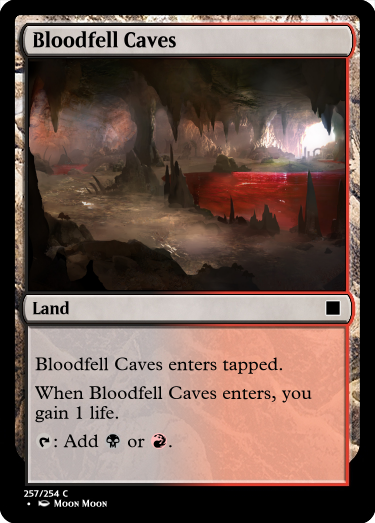 Bloodfell Caves
Land
Bloodfell Caves enters tapped.
When Bloodfell Caves enters, you
gain 1 life.
: Add or .
257/254 C
• Moon Moon